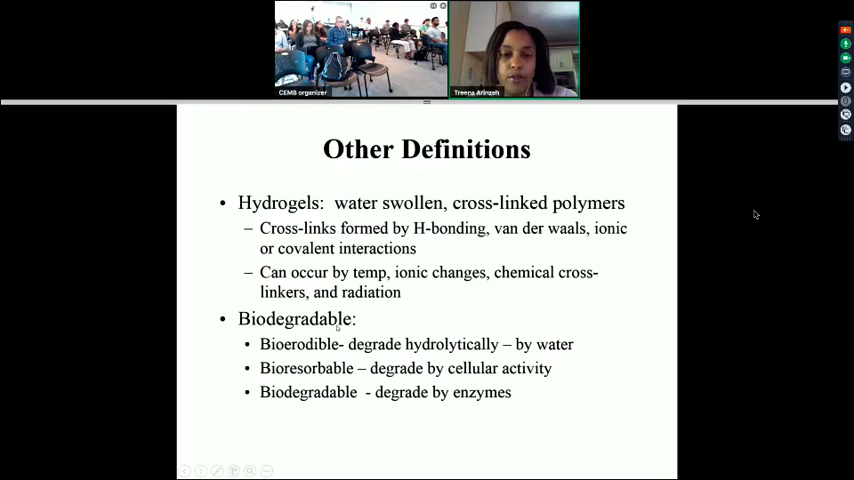 CEMB organizer
Treena Arinzeh
Other Definitions
• Hydrogels: water swollen, cross-linked polymers
– Cross-links formed by H-bonding, van der waals, ionic
or covalent interactions
– Can occur by temp, ionic changes, chemical cross-
linkers, and radiation
• Biodegradable:
• Bioerodible- degrade hydrolytically – by water
• Bioresorbable – degrade by cellular activity
• Biodegradable - degrade by enzymes